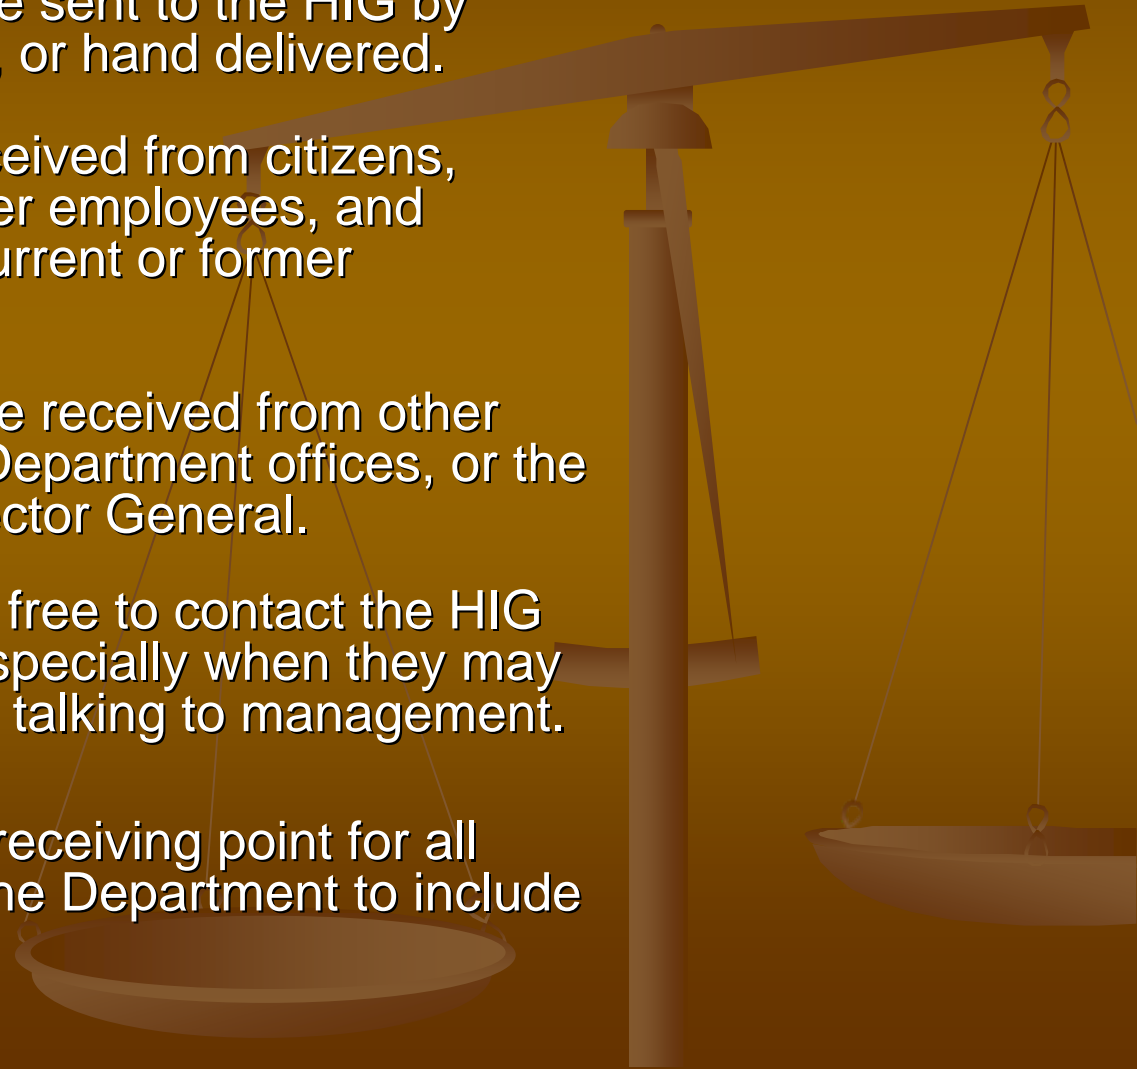 e sent to the HIG by
, or hand delivered.
ceived from citizens,
er employees, and
urrent or former
e received from other
Department offices, or the
ctor General.
free to contact the HIG
specially when they may
talking to management.
receiving point for all
he Department to include